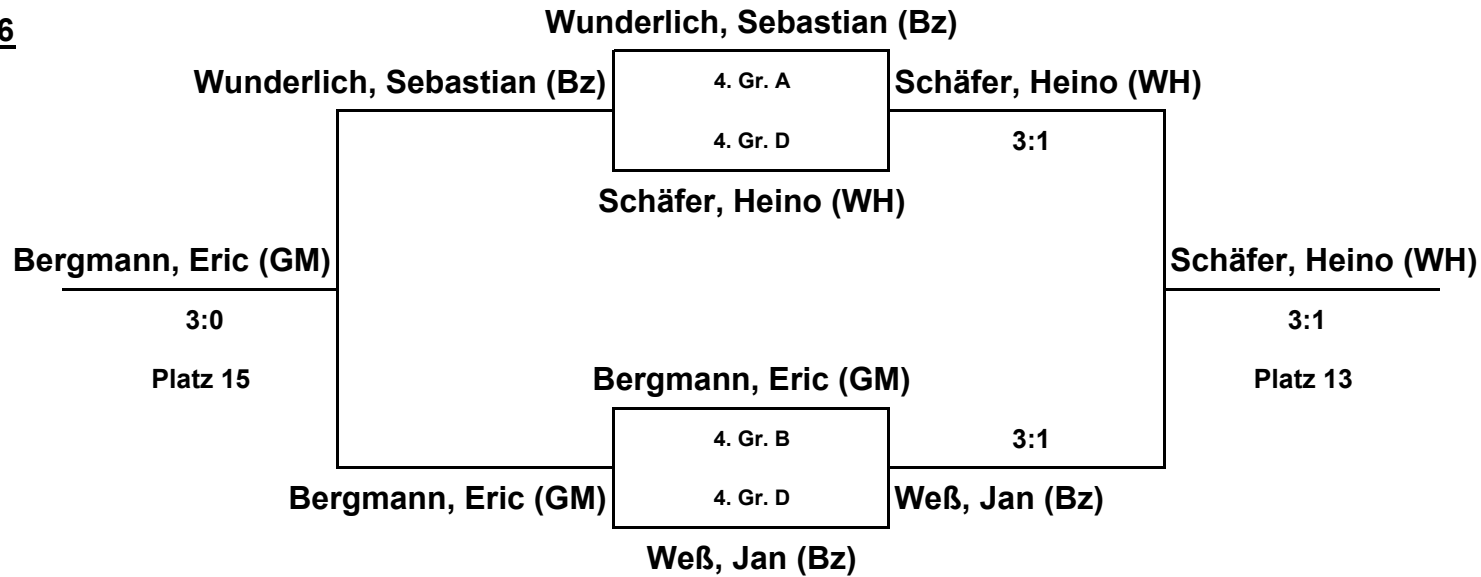 6
Wunderlich, Sebastian (Bz)
Wunderlich, Sebastian (Bz)
4. Gr. A
Schäfer, Heino (WH)
4. Gr. D
3:1
Schäfer, Heino (WH)
Bergmann, Eric (GM)
Schäfer, Heino (WH)
3:0
3:1
Platz 15
Bergmann, Eric (GM)
Platz 13
4. Gr. B
3:1
Bergmann, Eric (GM)
4. Gr. D
Weß, Jan (Bz)
Weß, Jan (Bz)